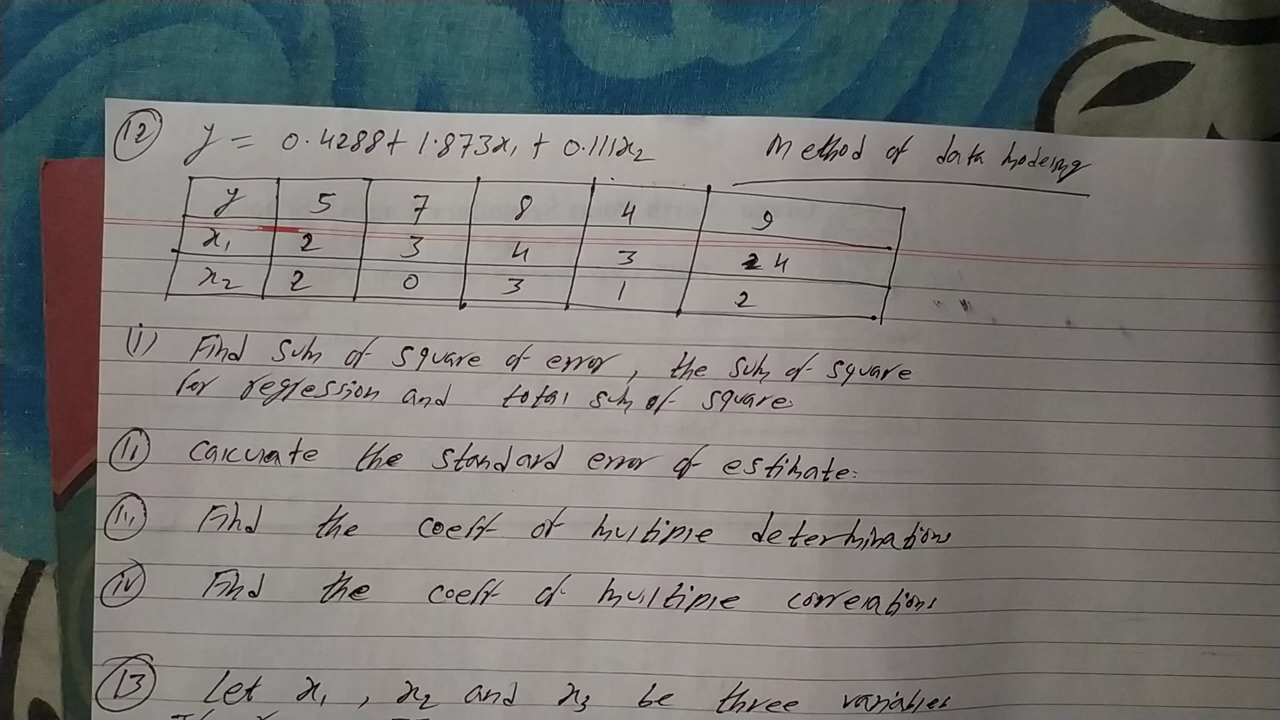 12 y = 0.4288 + 1.873x₁ + 0.111x₂ Method of data modeing
y 5 7 8 4 9
x₁ 2 3 4 3 4
x₂ 2 0 3 1 2
(i) Find sum of square of error, the sum of square
for regression and total sum of square.
(ii) Calculate the standard error of estimate.
(iii) Find the coeff of multiple determinations
(iv) Find the coeff of multiple correlations
13 Let x₁, x₂ and x₃ be three variables